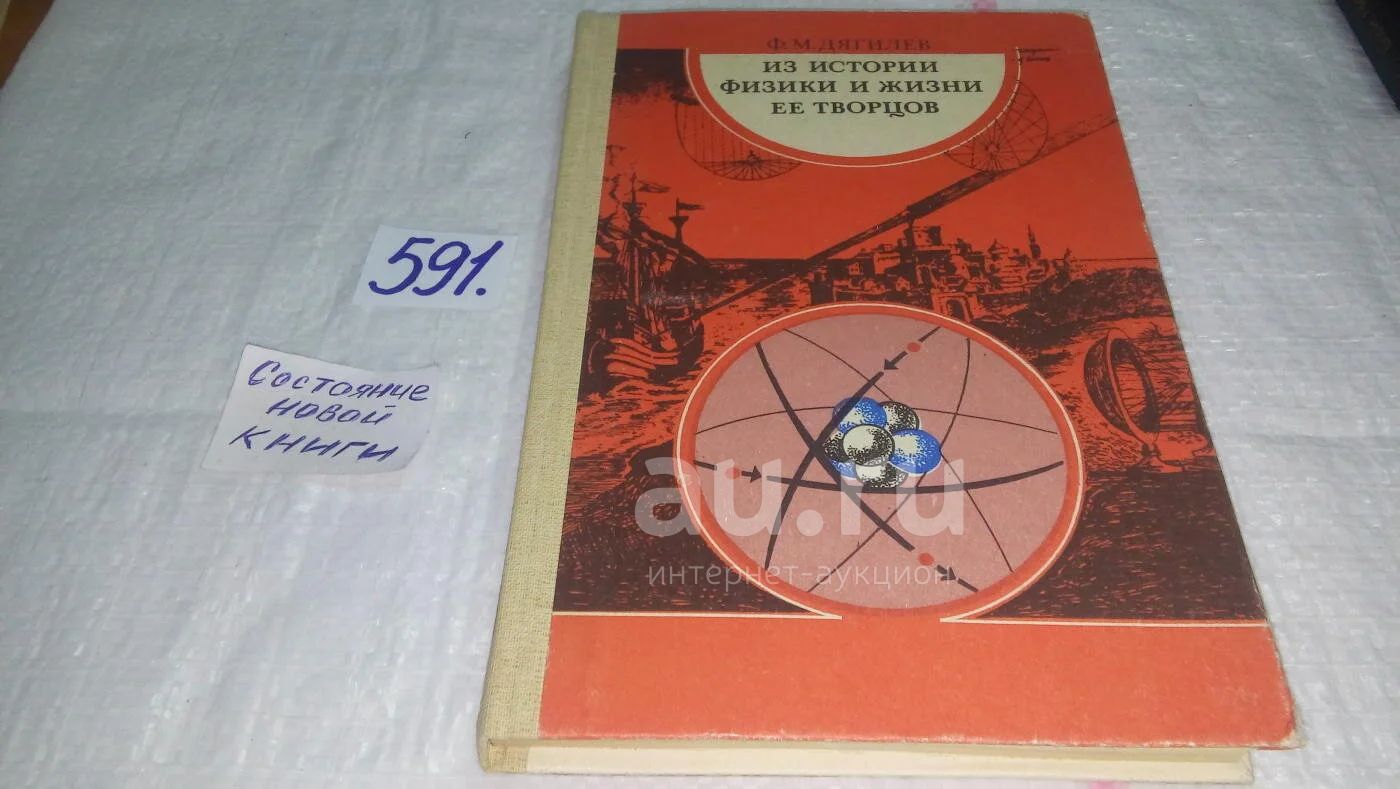 Ф. М. ДЯГИЛЕВ
ИЗ ИСТОРИИ
ФИЗИКИ И ЖИЗНИ
ЕЕ ТВОРЦОВ
591.
Состояние
новой
книги
au.ru
интернет-аукцион